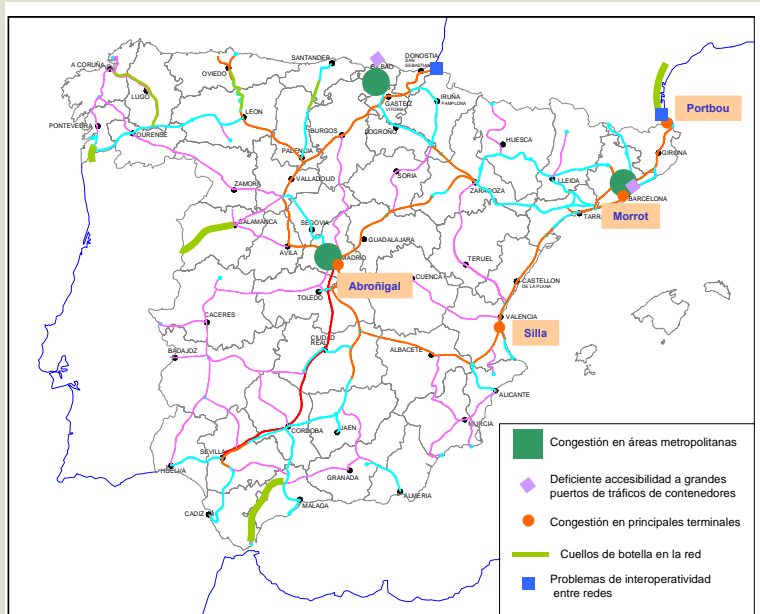 SANTANDER
DONOSTIA
SAN
SEBASTIAN
A CORUÑA
OVIEDO
BILBAO
LUGO
GASTEIZ
VITORIA
IRUÑA
PAMPLONA
Portbou
LEON
PONTEVEDRA
OURENSE
BURGOS
LOGROÑO
HUESCA
GIRONA
PALENCIA
VALLADOLID
SORIA
ZAMORA
ZARAGOZA
LLEIDA
BARCELONA
TARRA
Morrot
SALAMANCA
SEGOVIA
GUADALAJARA
AVILA
MADRID
TERUEL
CUENCA
CASTELLON
DE LA PLANA
Abroñigal
TOLEDO
CACERES
VALENCIA
Silla
CIUDAD
REAL
BADAJOZ
ALBACETE
ALICANTE
MURCIA
CORDOBA
JAEN
SEVILLA
HUELVA
GRANADA
ALMERIA
CADIZ
MALAGA
Congestión en áreas metropolitanas
Deficiente accesibilidad a grandes
puertos de tráficos de contenedores
Congestión en principales terminales
Cuellos de botella en la red
Problemas de interoperatividad
entre redes